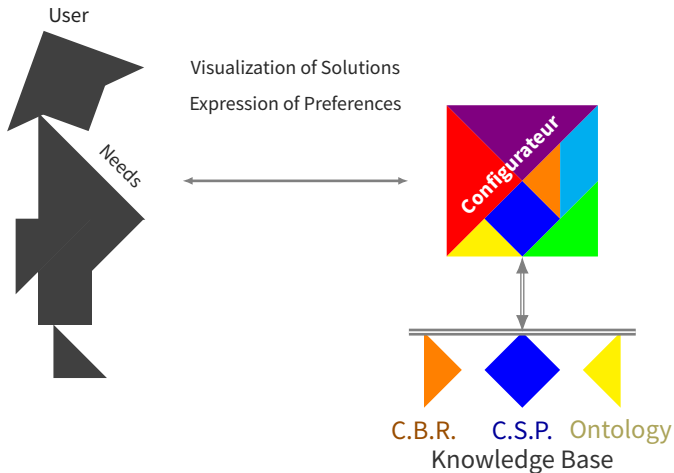 User
Visualization of Solutions
Expression of Preferences
Needs
Configurateur
C.B.R.
C.S.P.
Ontology
Knowledge Base